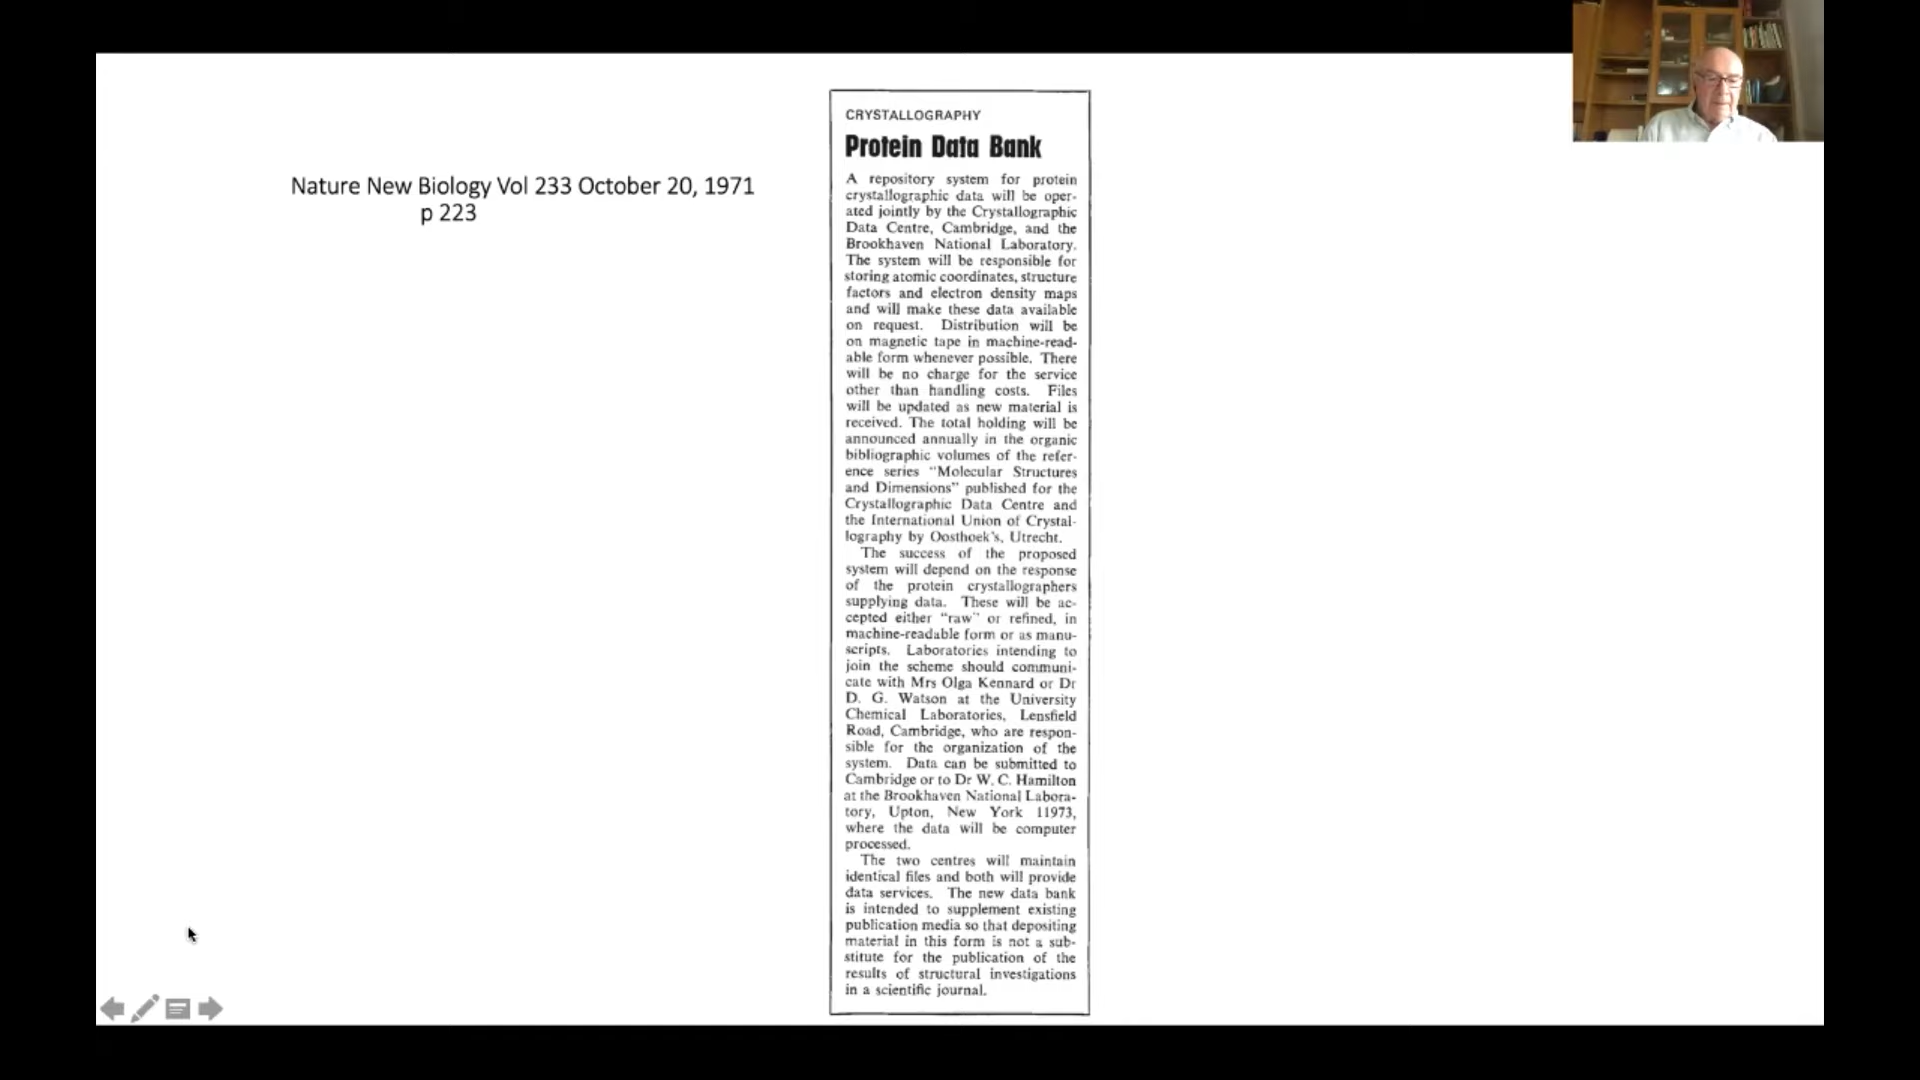 Nature New Biology Vol 233 October 20, 1971
p 223
CRYSTALLOGRAPHY
Protein Data Bank
A repository system for protein
crystallographic data will be oper-
ated jointly by the Crystallographic
Data Centre, Cambridge, and the
Brookhaven National Laboratory.
The system will be responsible for
storing atomic coordinates, structure
factors and electron density maps
and will make these data available
on request. Distribution will be
on magnetic tape in machine-read-
able form whenever possible. There
will be no charge for the service
other than handling costs. Files
will be updated as new material is
received. The total holding will be
announced annually in the organic
bibliographic volumes of the refer-
ence series "Molecular Structures
and Dimensions" published for the
Crystallographic Data Centre and
the International Union of Crystal-
lography by Oosthoek's, Utrecht.
The success of the proposed
system will depend on the response
of the protein crystallographers
supplying data. These will be ac-
cepted either "raw" or refined, in
machine-readable form or as manu-
scripts. Laboratories intending to
join the scheme should communi-
cate with Mrs Olga Kennard or Dr
D. G. Watson at the University
Chemical Laboratories, Lensfield
Road, Cambridge, who are respon-
sible for the organization of the
system. Data can be submitted to
Cambridge or to Dr W. C. Hamilton
at the Brookhaven National Labora-
tory, Upton, New York 11973,
where the data will be computer
processed.
The two centres will maintain
identical files and both will provide
data services. The new data bank
is intended to supplement existing
publication media so that depositing
material in this form is not a sub-
stitute for the publication of the
results of structural investigations
in a scientific journal.